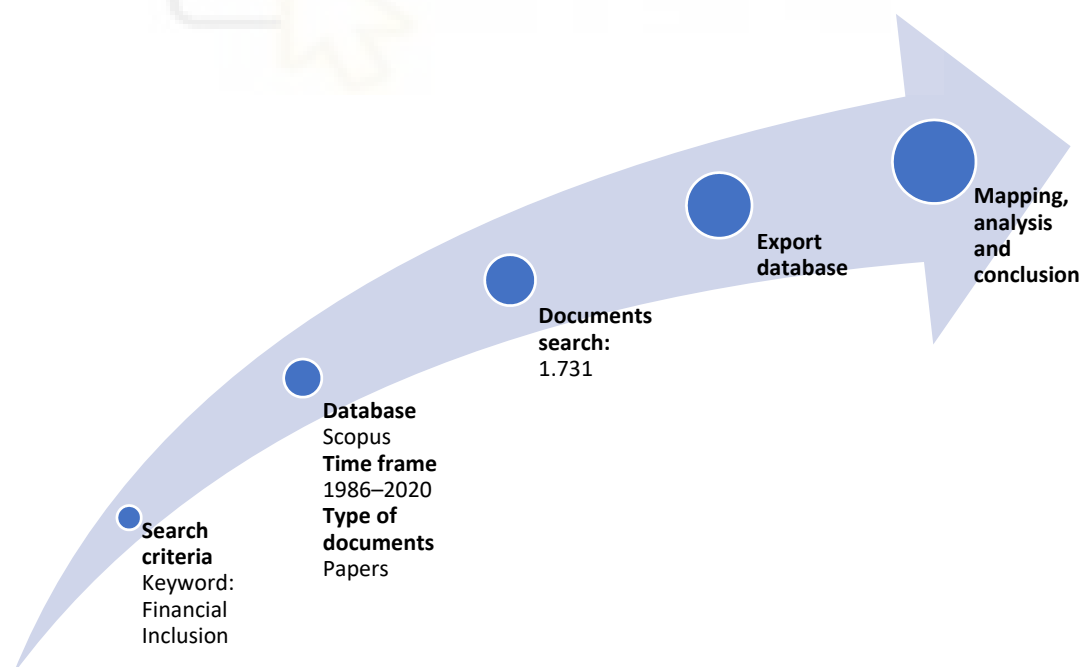 Search
criteria
Keyword:
Financial
Inclusion
Database
Scopus
Time frame
1986–2020
Type of
documents
Papers
Documents
search:
1.731
Export
database
Mapping,
analysis
and
conclusion